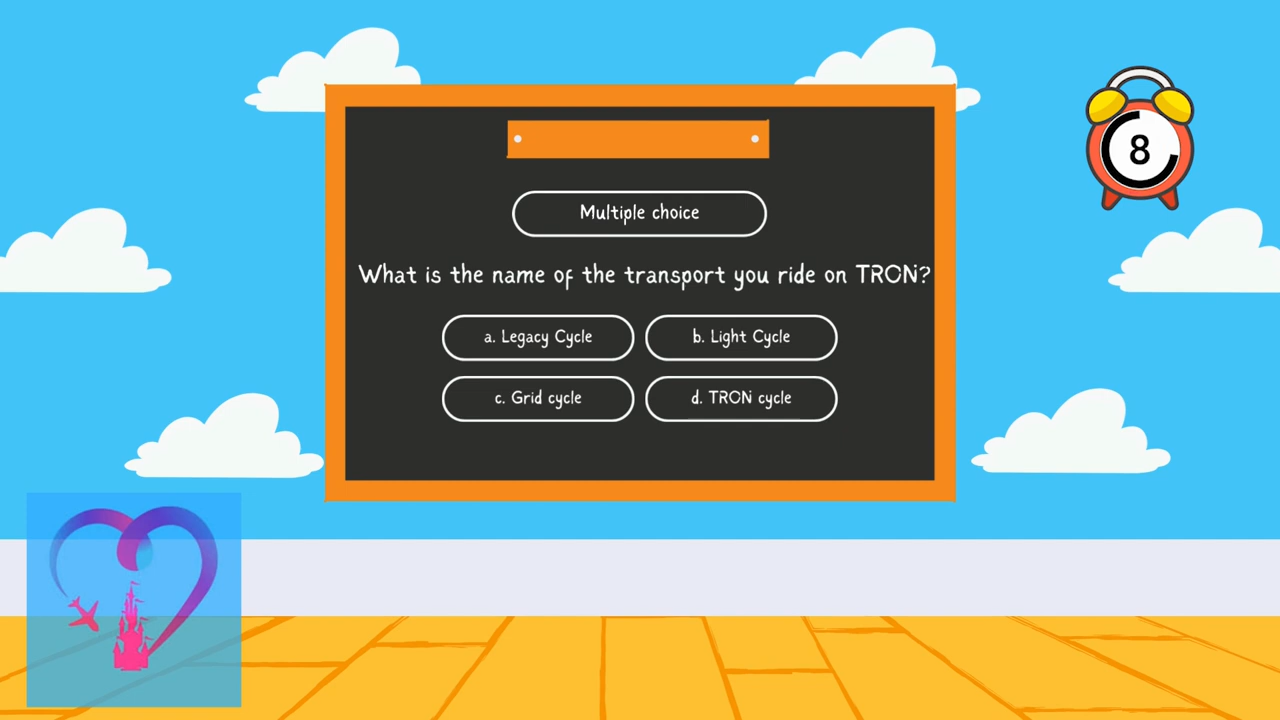 8
Multiple choice
What is the name of the transport you ride on TRON?
a. Legacy Cycle
b. Light Cycle
c. Grid cycle
d. TRON cycle